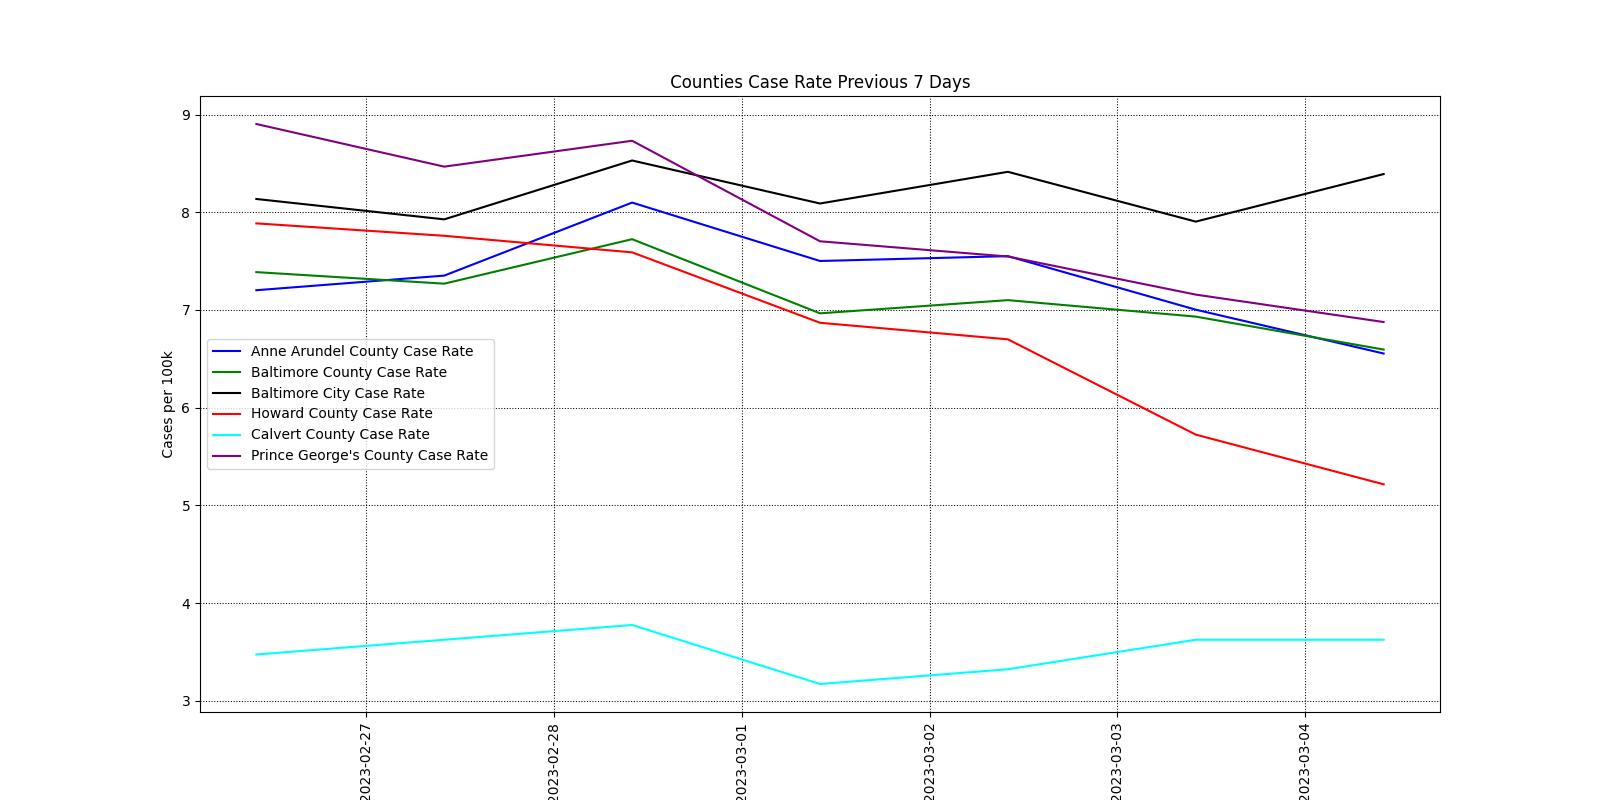 Counties Case Rate Previous 7 Days
9
8
7
6
5
4
3
Cases per 100k
Anne Arundel County Case Rate
Baltimore County Case Rate
Baltimore City Case Rate
Howard County Case Rate
Calvert County Case Rate
Prince George's County Case Rate
2023-02-27
2023-02-28
2023-03-01
2023-03-02
2023-03-03
2023-03-04